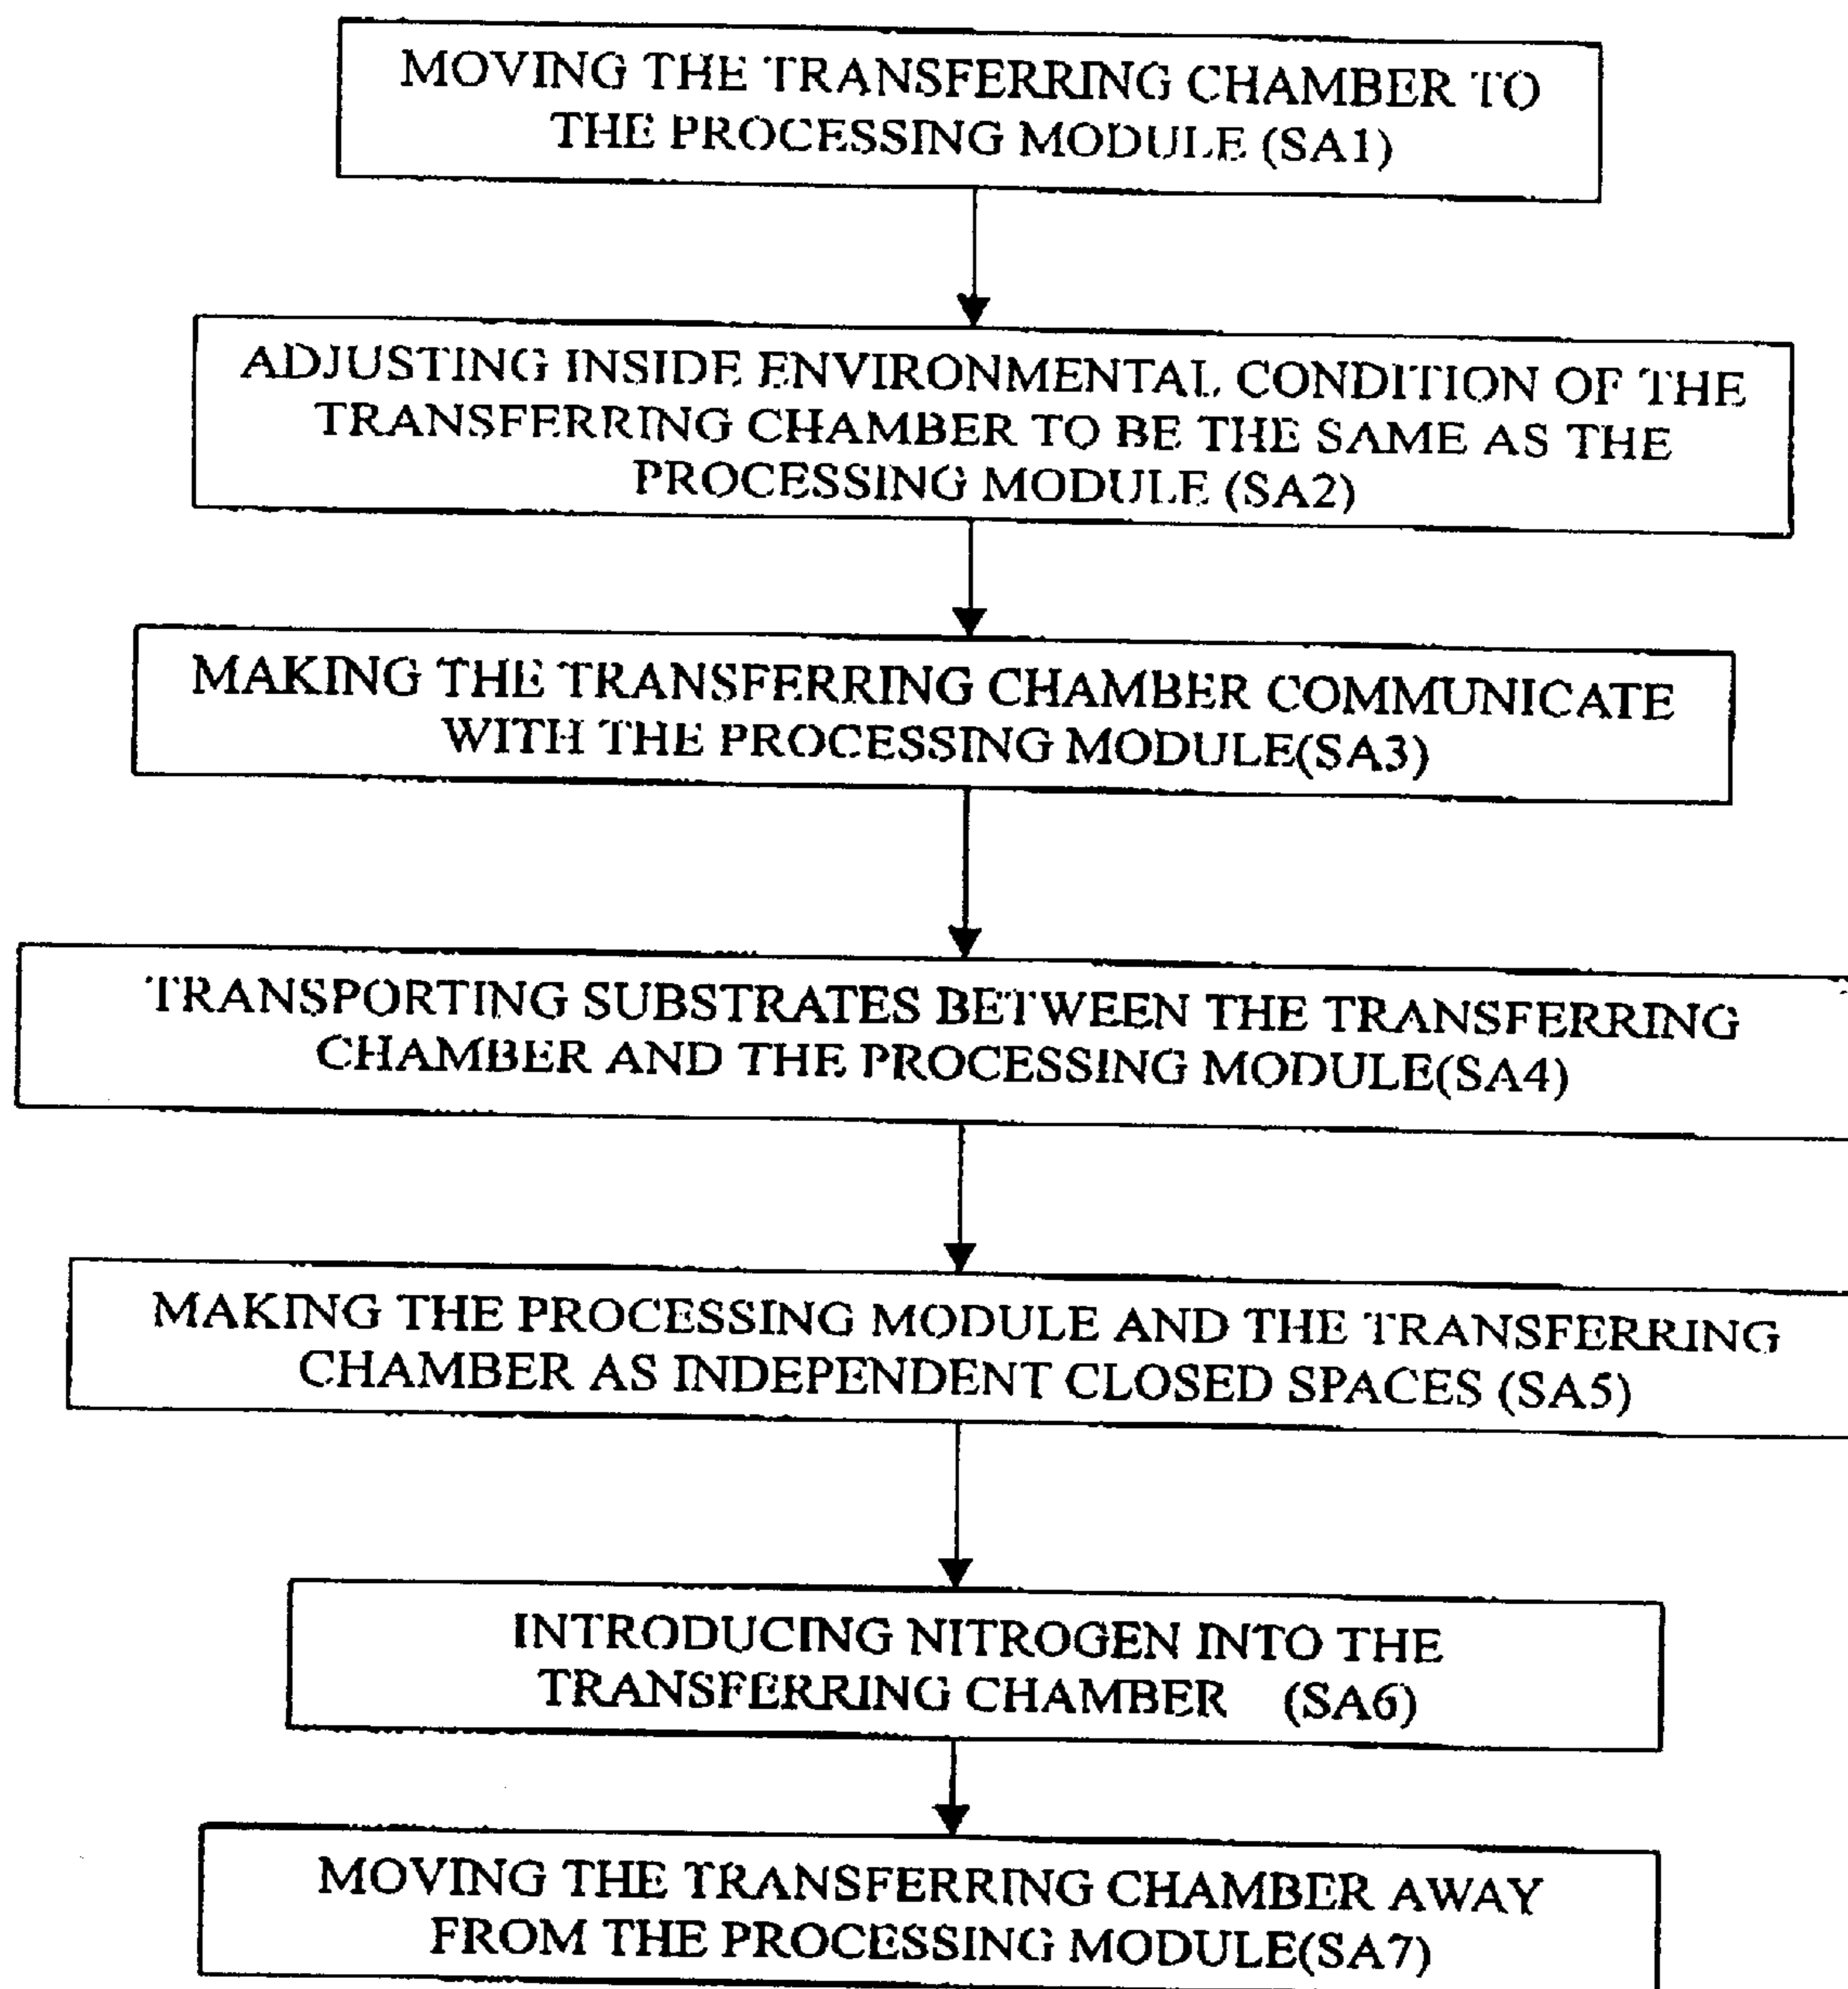 MOVING THE TRANSFERRING CHAMBER TO
THE PROCESSING MODULE (SA1)
ADJUSTING INSIDE ENVIRONMENTAL CONDITION OF THE
TRANSFERRING CHAMBER TO BE THE SAME AS THE
PROCESSING MODULE (SA2)
MAKING THE TRANSFERRING CHAMBER COMMUNICATE
WITH THE PROCESSING MODULE(SA3)
TRANSPORTING SUBSTRATES BETWEEN THE TRANSFERRING
CHAMBER AND THE PROCESSING MODULE(SA4)
MAKING THE PROCESSING MODULE AND THE TRANSFERRING
CHAMBER AS INDEPENDENT CLOSED SPACES (SA5)
INTRODUCING NITROGEN INTO THE
TRANSFERRING CHAMBER (SA6)
MOVING THE TRANSFERRING CHAMBER AWAY
FROM THE PROCESSING MODULE(SA7)